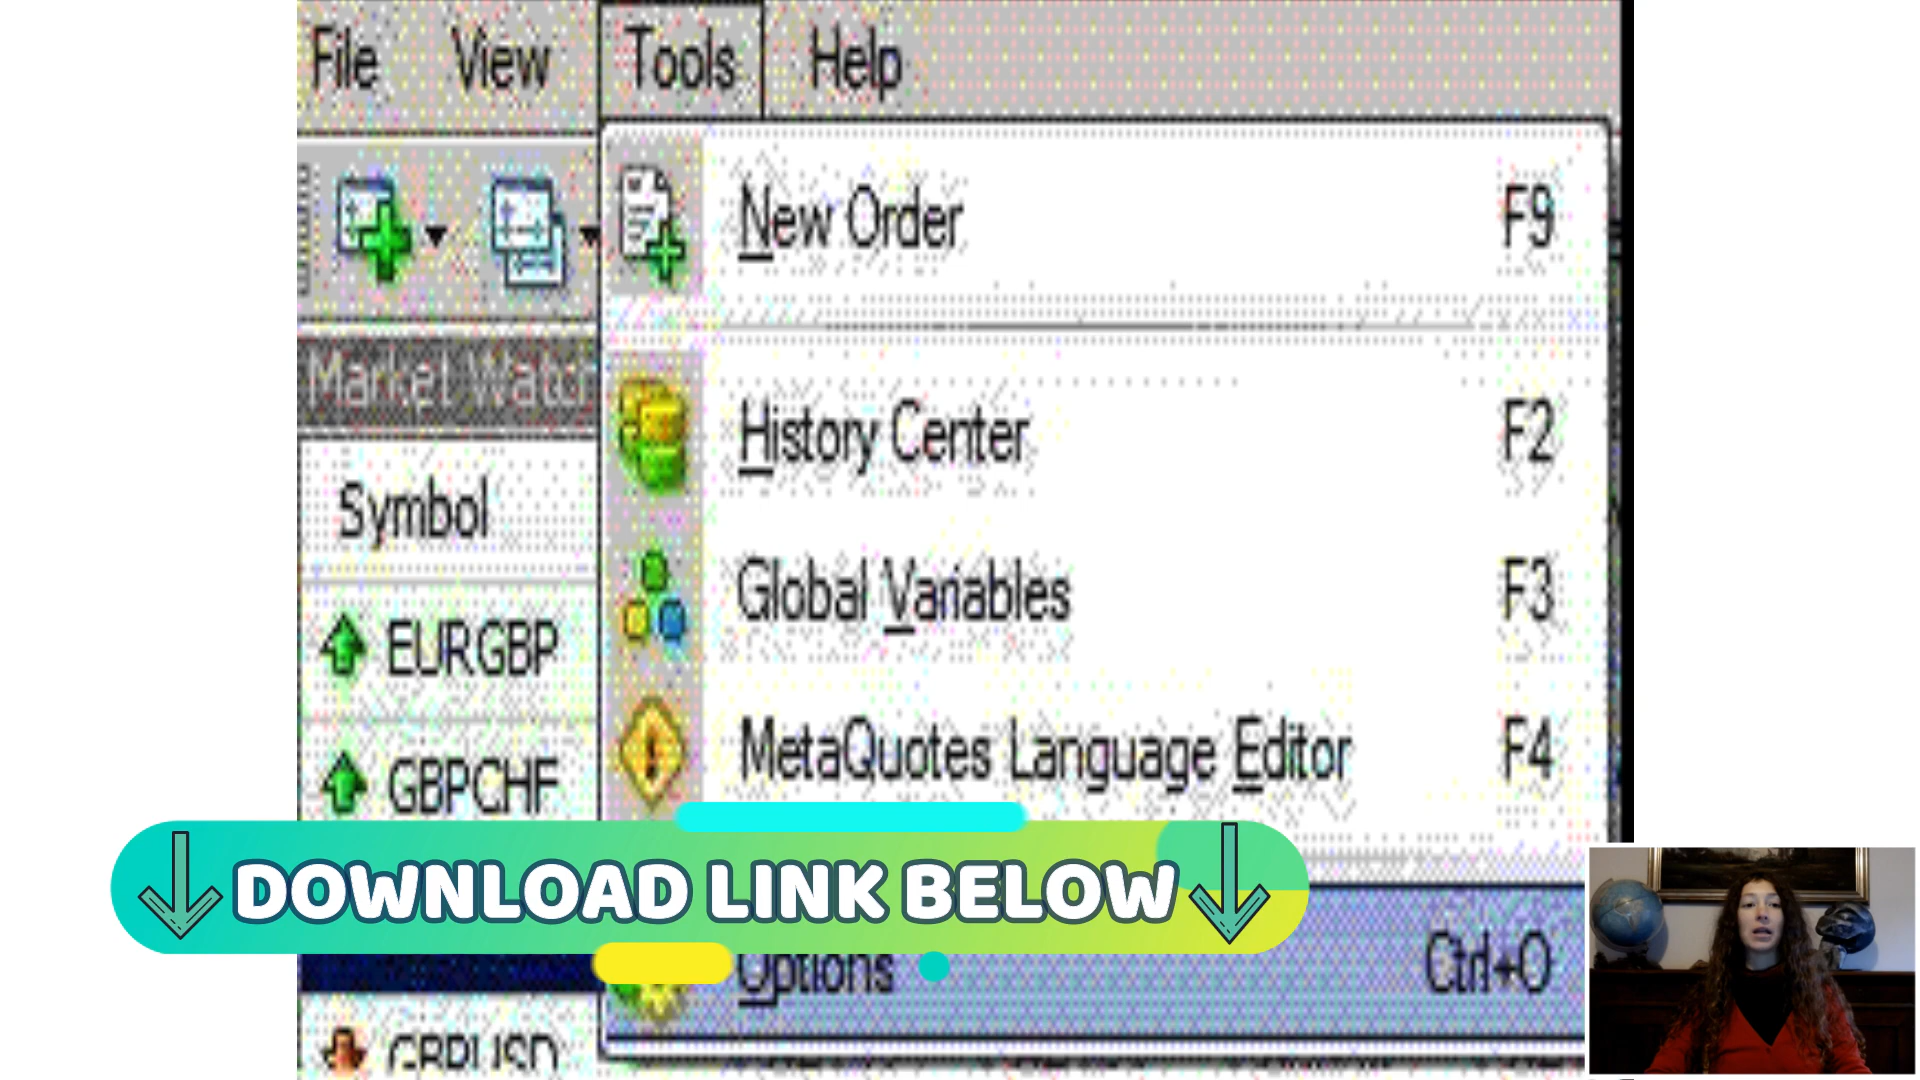 File View Tools Help
New Order F9
Market Watch
History Center F2
Symbol
Global Variables F3
EURGBP
MetaQuotes Language Editor F4
GBPCHF
DOWNLOAD LINK BELOW
Options Ctrl+O
GBPUSD